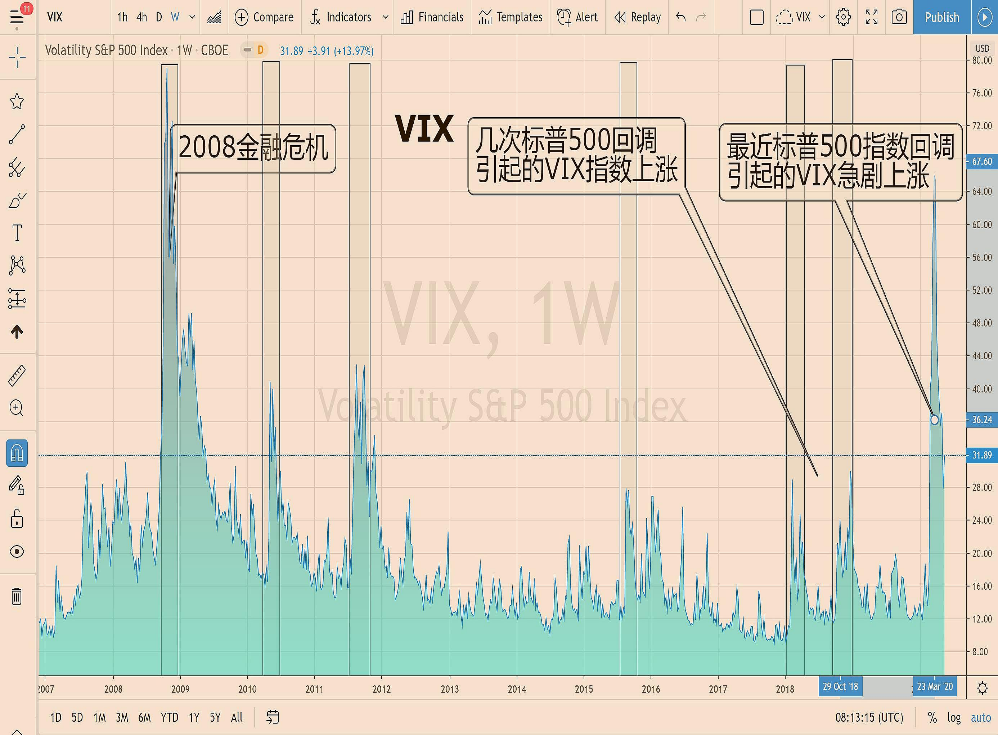 11
VIX
1h 4h D W
Compare
Indicators
Financials
Templates
Alert
Replay
VIX
Publish
Volatility S&P 500 Index · 1W · CBOE
D
31.89 −3.91 (+13.97%)
USD
80.00
76.00
72.00
67.60
64.00
60.00
56.00
52.00
48.00
44.00
40.00
36.24
31.89
28.00
24.00
20.00
16.00
12.00
8.00
2008金融危机
VIX
几次标普500回调
引起的VIX指数上涨
最近标普500指数回调
引起的VIX急剧上涨
VIX, 1W
Volatility S&P 500 Index
2007 2008 2009 2010 2011 2012 2013 2014 2015 2016 2017 2018 29 Oct '18 23 Mar '20
1D 5D 1M 3M 6M YTD 1Y 5Y All
08:13:15 (UTC) % log auto